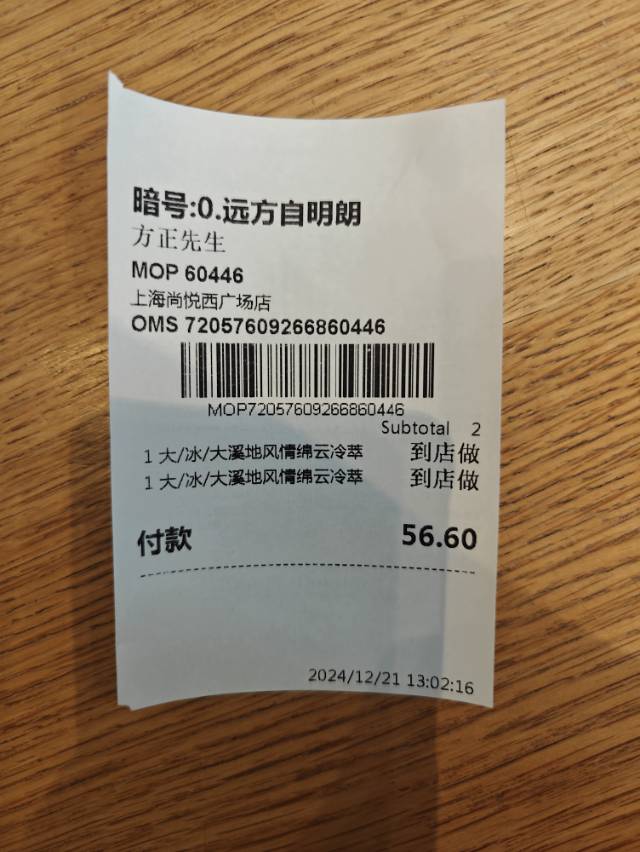 暗号:0.远方自明朗
方正先生
MOP 60446
上海尚悦西广场店
OMS 72057609266860446
MOP72057609266860446
Subtotal 2
1 大/冰/大溪地风情绵云冷萃 到店做
1 大/冰/大溪地风情绵云冷萃 到店做
付款 56.60
2024/12/21 13:02:16